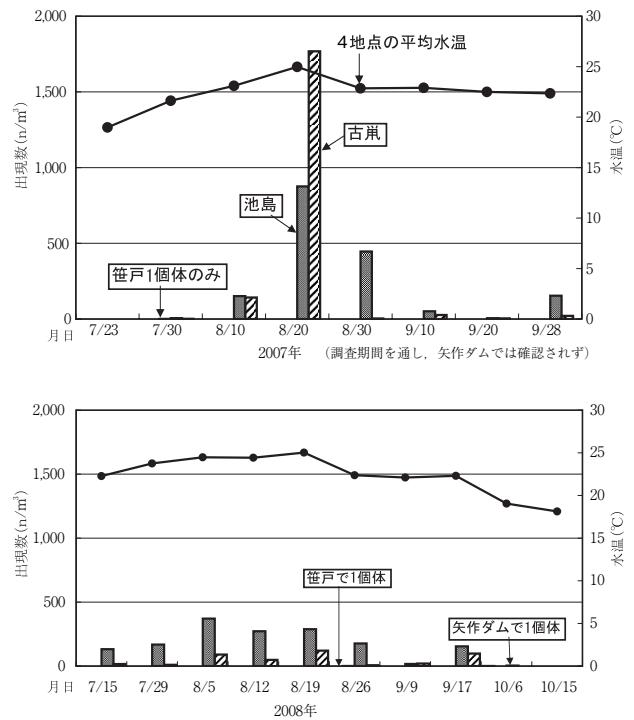 2,000
1,500
1,000
500
0
出現数(n/m³)
30
25
20
15
10
5
0
水温(℃)
4地点の平均水温
古巣
池島
笹戸1個体のみ
月日 7/23 7/30 8/10 8/20 8/30 9/10 9/20 9/28
2007年 (調査期間を通し，矢作ダムでは確認されず)
2,000
1,500
1,000
500
0
出現数(n/m³)
30
25
20
15
10
5
0
水温(℃)
笹戸で1個体
矢作ダムで1個体
月日 7/15 7/29 8/5 8/12 8/19 8/26 9/9 9/17 10/6 10/15
2008年